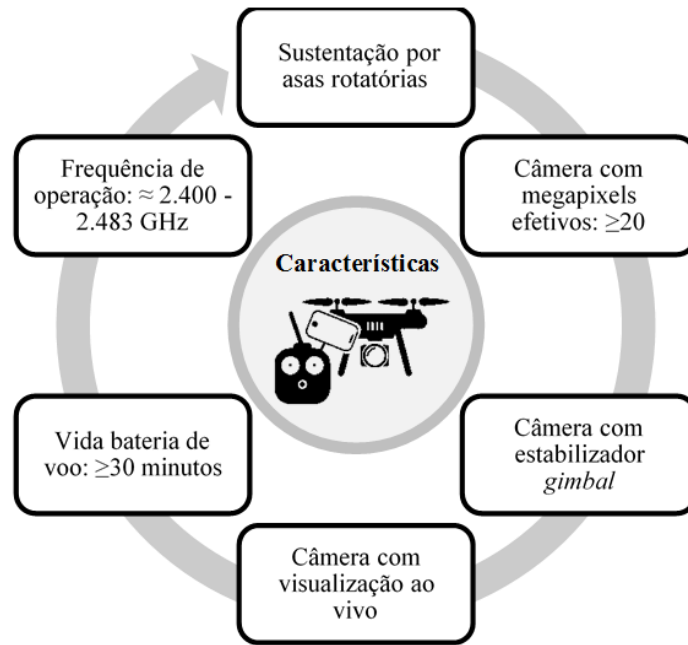 Sustentação por
asas rotatórias
Câmera com
megapixels
efetivos: ≥20
Câmera com
estabilizador
gimbal
Câmera com
visualização ao
vivo
Vida bateria de
voo: ≥30 minutos
Frequência de
operação: ≈ 2.400 -
2.483 GHz
Característícas